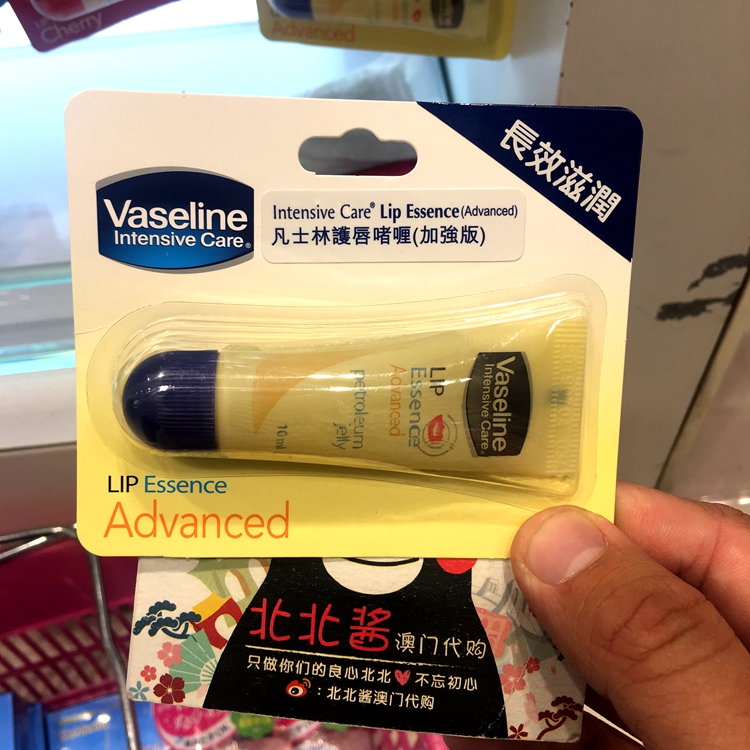 Cherry
Advanced
長效滋潤
Vaseline
Intensive Care®
Intensive Care® Lip Essence(Advanced)
凡士林護唇啫喱(加強版)
Vaseline
Intensive Care®
LIP
Essence
Advanced
petroleum
jelly
10ml
LIP Essence
Advanced
北北酱澳门代购
只做你们的良心北北♥不忘初心
:北北酱澳门代购